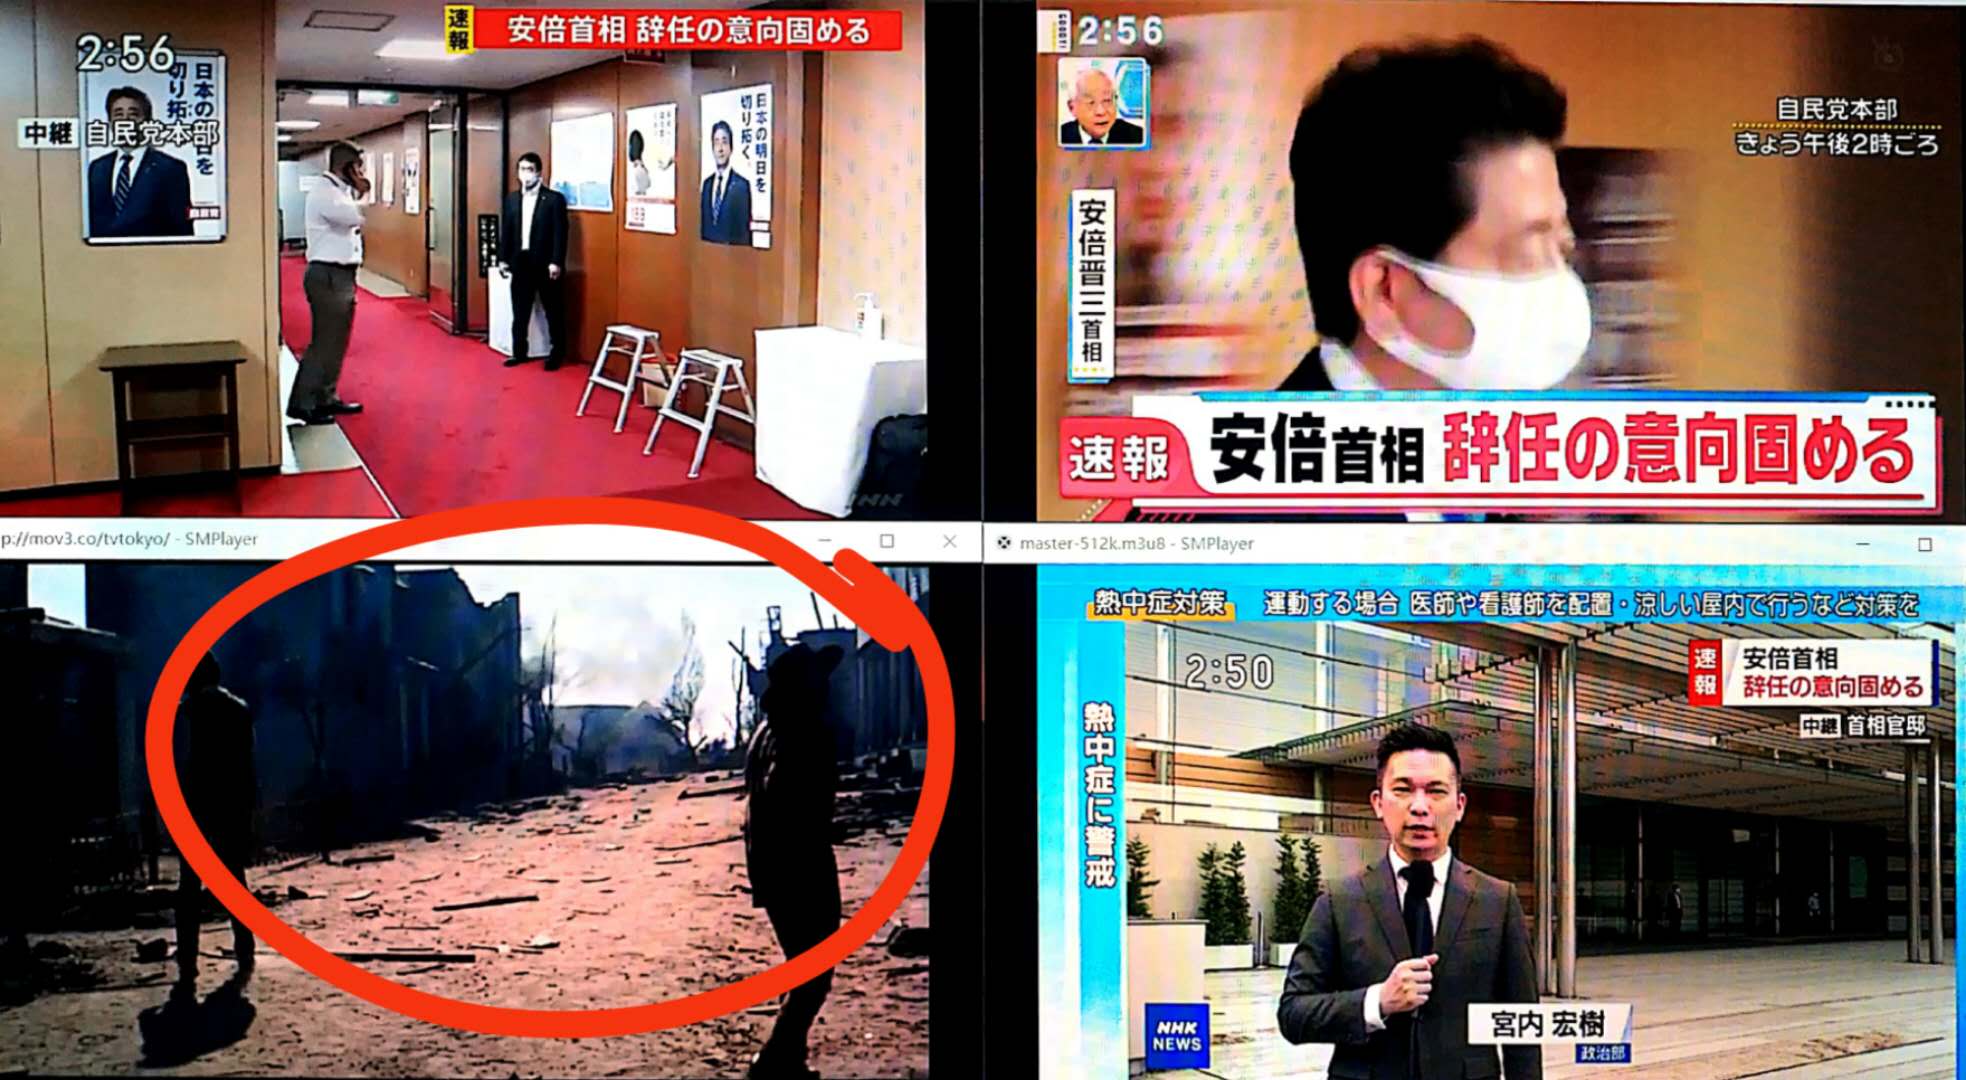 速報
安倍首相 辞任の意向固める
2:56
中継 自民党本部
日本の明日を
切り拓く。
日本の明日を
切り拓く。
NNN
2:56
自民党本部
きょう午後2時ごろ
安倍晋三首相
速報 安倍首相 辞任の意向固める
p://mov3.co/tvtokyo/ - SMPlayer
master-512k.m3u8 - SMPlayer
熱中症対策 運動する場合 医師や看護師を配置・涼しい屋内で行うなど対策を
2:50
速報
安倍首相
辞任の意向固める
中継 首相官邸
熱中症に警戒
NHK
NEWS
宮内 宏樹
政治部